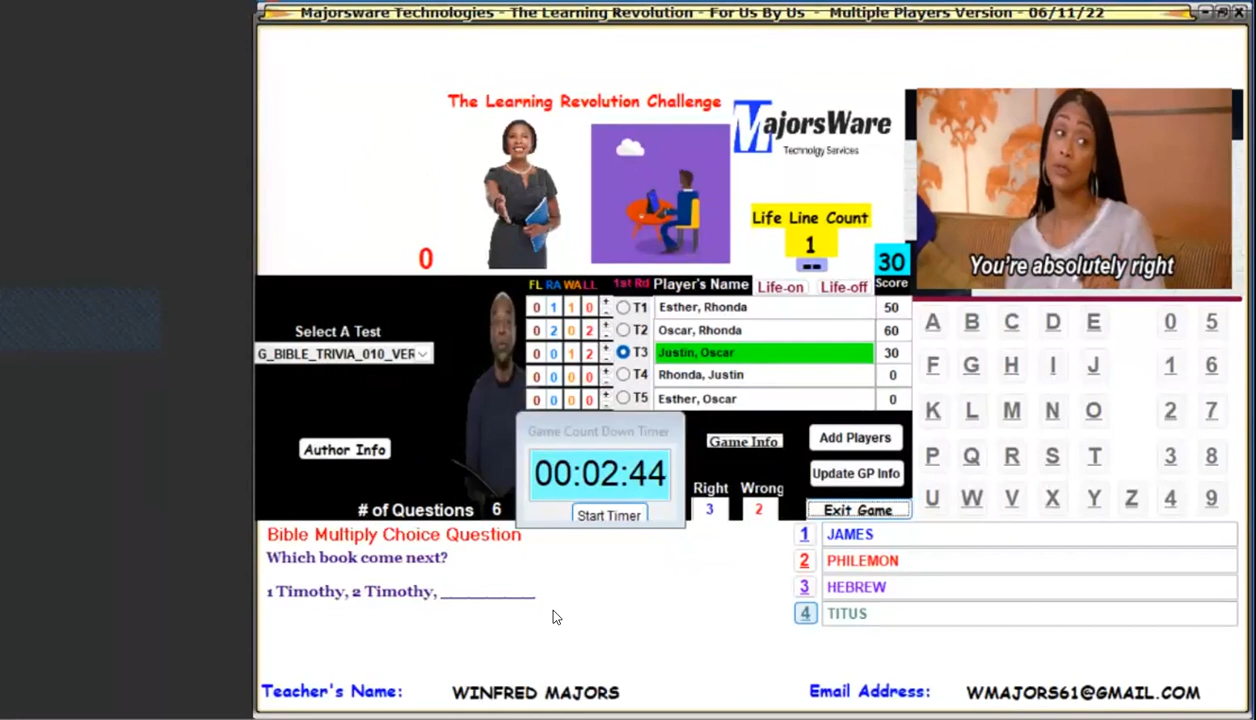 Majorsware Technologies - The Learning Revolution - For Us By Us - Multiple Players Version - 06/11/22
The Learning Revolution Challenge
MajorsWare
Technolgy Services
You're absolutely right
Life Line Count
1
--
0
30
Score
FL RA WA LL 1st Rd Player's Name Life-on Life-off
0 1 1 0 + - T1 Esther, Rhonda 50
0 2 0 2 + - T2 Oscar, Rhonda 60
0 0 1 2 + - T3 Justin, Oscar 30
0 0 0 0 + - T4 Rhonda, Justin 0
0 0 0 0 + - T5 Esther, Oscar 0
Select A Test
G_BIBLE_TRIVIA_010_VER
Author Info
# of Questions 6
Game Count Down Timer
00:02:44
Start Timer
Game Info
Right Wrong
3 2
Add Players
Update GP Info
Exit Game
A B C D E 0 5
F G H I J 1 6
K L M N O 2 7
P Q R S T 3 8
U W V X Y Z 4 9
Bible Multiply Choice Question
Which book come next?
1 Timothy, 2 Timothy, ___________
1 JAMES
2 PHILEMON
3 HEBREW
4 TITUS
Teacher's Name: WINFRED MAJORS
Email Address: WMAJORS61@GMAIL.COM